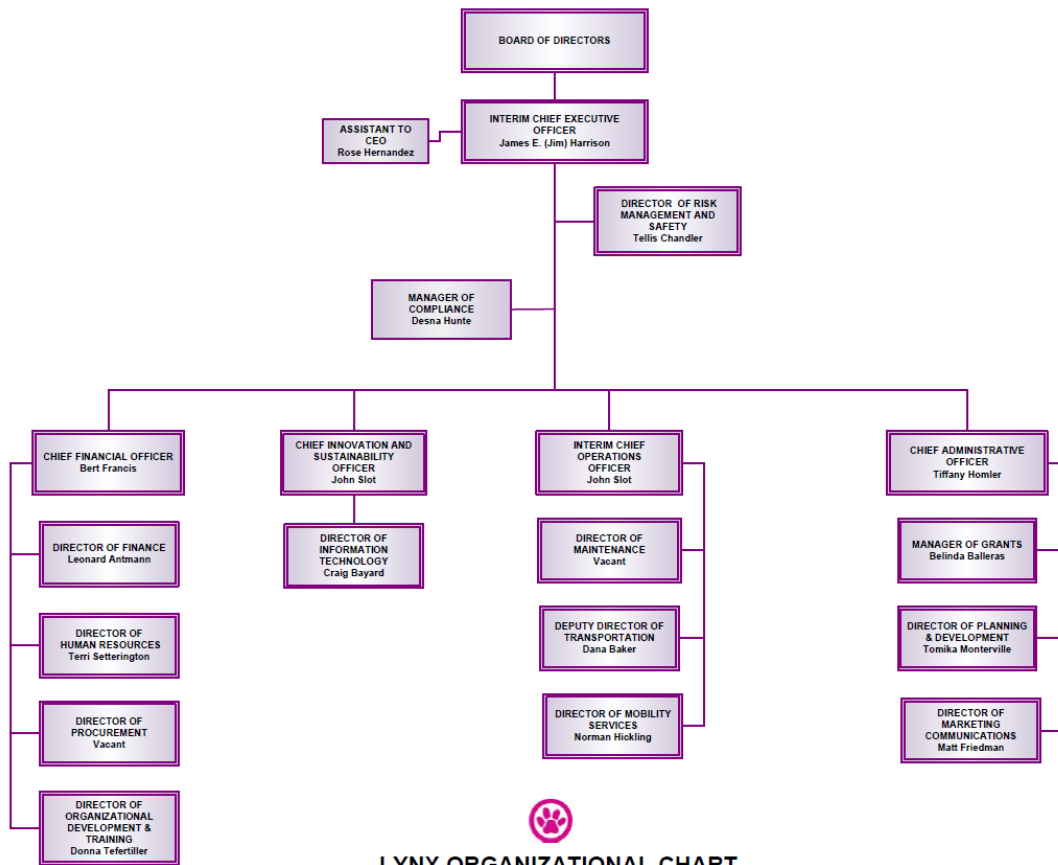 BOARD OF DIRECTORS
INTERIM CHIEF EXECUTIVE
OFFICER
James E. (Jim) Harrison
ASSISTANT TO
CEO
Rose Hernandez
DIRECTOR OF RISK
MANAGEMENT AND
SAFETY
Tellis Chandler
MANAGER OF
COMPLIANCE
Desna Hunte
CHIEF FINANCIAL OFFICER
Bert Francis
DIRECTOR OF FINANCE
Leonard Antmann
DIRECTOR OF
HUMAN RESOURCES
Terri Setterington
DIRECTOR OF
PROCUREMENT
Vacant
DIRECTOR OF
ORGANIZATIONAL
DEVELOPMENT &
TRAINING
Donna Tefertiller
CHIEF INNOVATION AND
SUSTAINABILITY
OFFICER
John Slot
DIRECTOR OF
INFORMATION
TECHNOLOGY
Craig Bayard
INTERIM CHIEF
OPERATIONS
OFFICER
John Slot
DIRECTOR OF
MAINTENANCE
Vacant
DEPUTY DIRECTOR OF
TRANSPORTATION
Dana Baker
DIRECTOR OF MOBILITY
SERVICES
Norman Hickling
CHIEF ADMINISTRATIVE
OFFICER
Tiffany Homler
MANAGER OF GRANTS
Belinda Balleras
DIRECTOR OF PLANNING
& DEVELOPMENT
Tomika Monterville
DIRECTOR OF
MARKETING
COMMUNICATIONS
Matt Friedman
LYNX ORGANIZATIONAL CHART